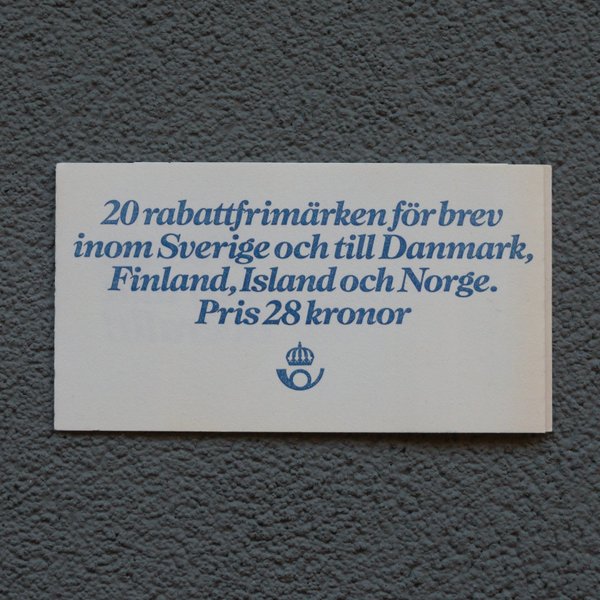 20 rabattfrimärken för brev
inom Sverige och till Danmark,
Finland, Island och Norge.
Pris 28 kronor